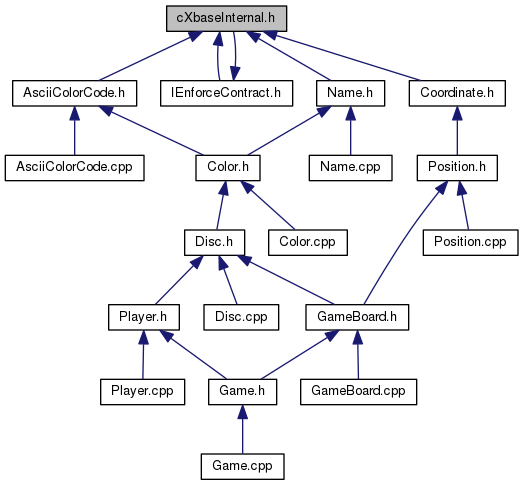 cXbaseInternal.h
AsciiColorCode.h
IEnforceContract.h
Name.h
Coordinate.h
AsciiColorCode.cpp
Color.h
Name.cpp
Position.h
Disc.h
Color.cpp
Position.cpp
Player.h
Disc.cpp
GameBoard.h
Player.cpp
Game.h
GameBoard.cpp
Game.cpp